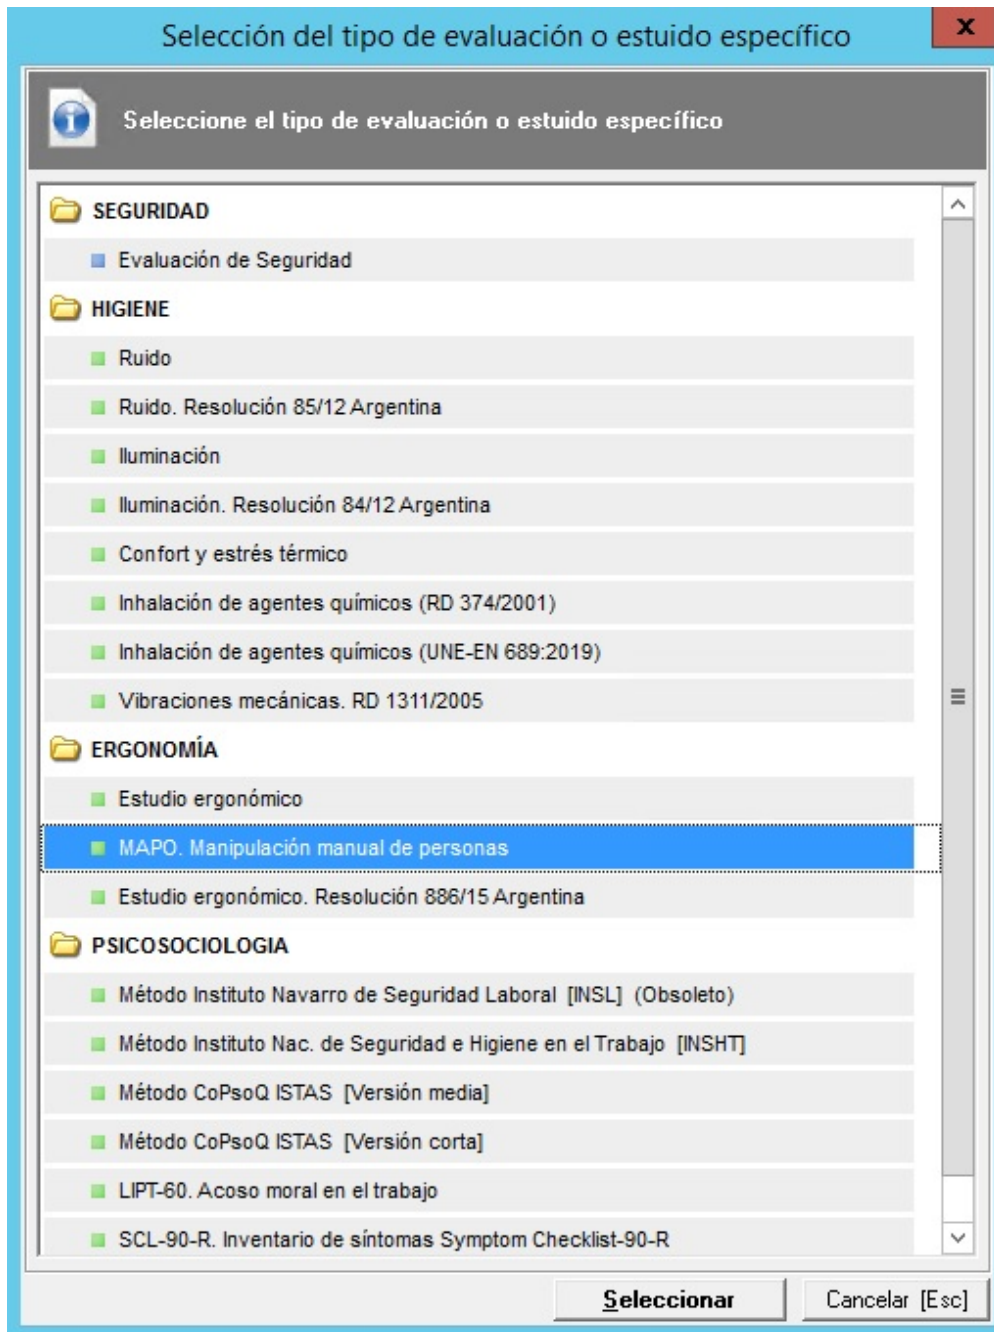 Selección del tipo de evaluación o estuido específico
x
Seleccione el tipo de evaluación o estuido específico
SEGURIDAD
Evaluación de Seguridad
HIGIENE
Ruido
Ruido. Resolución 85/12 Argentina
Iluminación
Iluminación. Resolución 84/12 Argentina
Confort y estrés térmico
Inhalación de agentes químicos (RD 374/2001)
Inhalación de agentes químicos (UNE-EN 689:2019)
Vibraciones mecánicas. RD 1311/2005
ERGONOMÍA
Estudio ergonómico
MAPO. Manipulación manual de personas
Estudio ergonómico. Resolución 886/15 Argentina
PSICOSOCIOLOGIA
Método Instituto Navarro de Seguridad Laboral [INSL] (Obsoleto)
Método Instituto Nac. de Seguridad e Higiene en el Trabajo [INSHT]
Método CoPsoQ ISTAS [Versión media]
Método CoPsoQ ISTAS [Versión corta]
LIPT-60. Acoso moral en el trabajo
SCL-90-R. Inventario de síntomas Symptom Checklist-90-R
Seleccionar Cancelar [Esc]